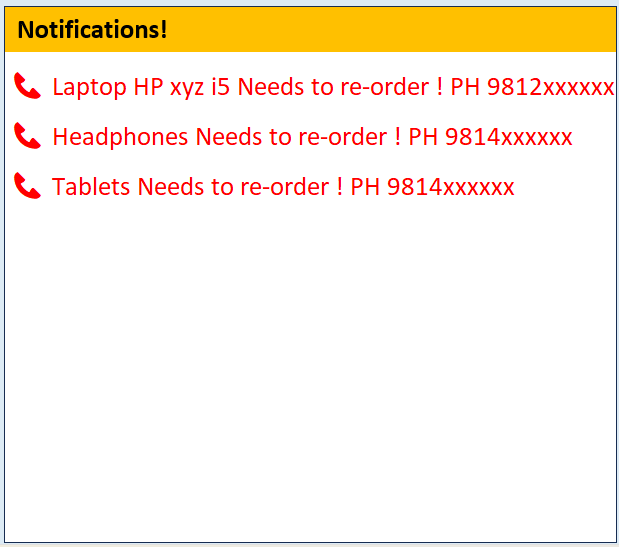 Notifications!
Laptop HP xyz i5 Needs to re-order ! PH 9812xxxxxx
Headphones Needs to re-order ! PH 9814xxxxxx
Tablets Needs to re-order ! PH 9814xxxxxx